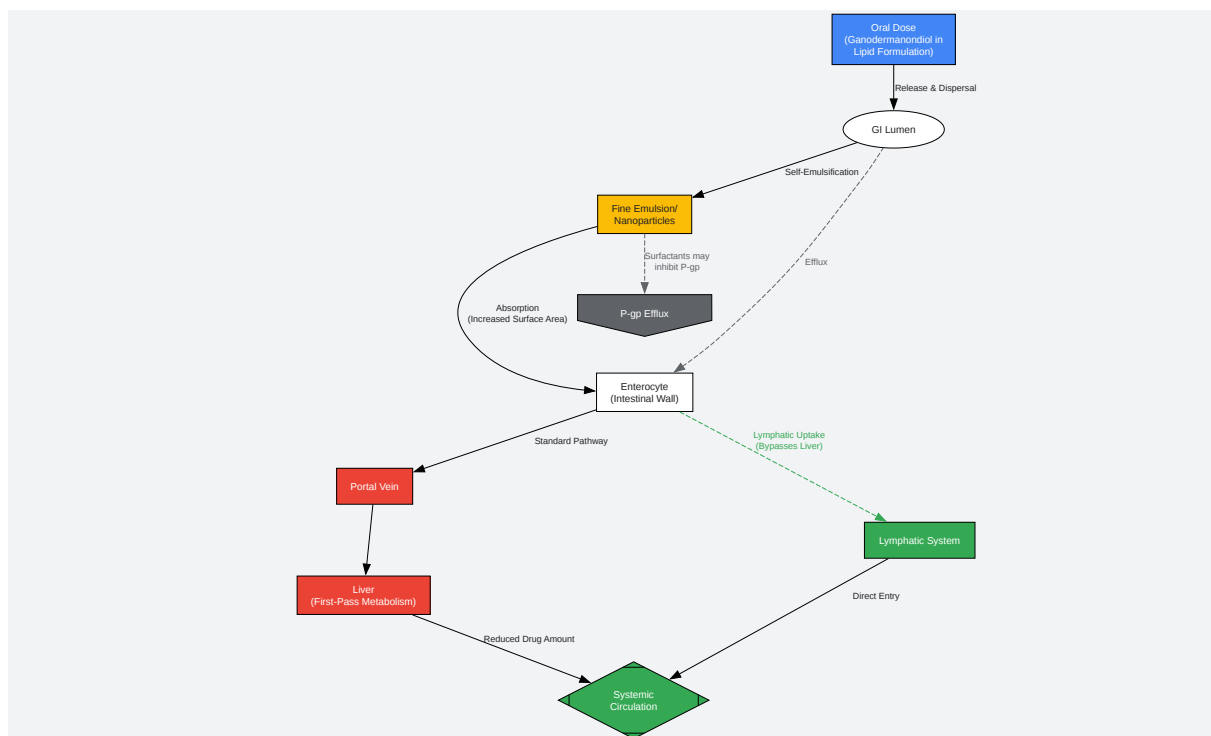 Oral Dose
(Ganodermanondiol in
Lipid Formulation)
Release & Dispersal
GI Lumen
Self-Emulsification
Fine Emulsion/
Nanoparticles
Surfactants may
inhibit P-gp
Efflux
Absorption
(Increased Surface Area)
P-gp Efflux
Enterocyte
(Intestinal Wall)
Standard Pathway
Lymphatic Uptake
(Bypasses Liver)
Portal Vein
Lymphatic System
Liver
(First-Pass Metabolism)
Direct Entry
Reduced Drug Amount
Systemic
Circulation